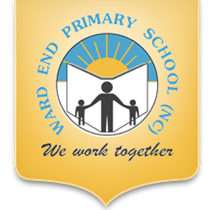 WARD END PRIMARY SCHOOL (NC)
We work together